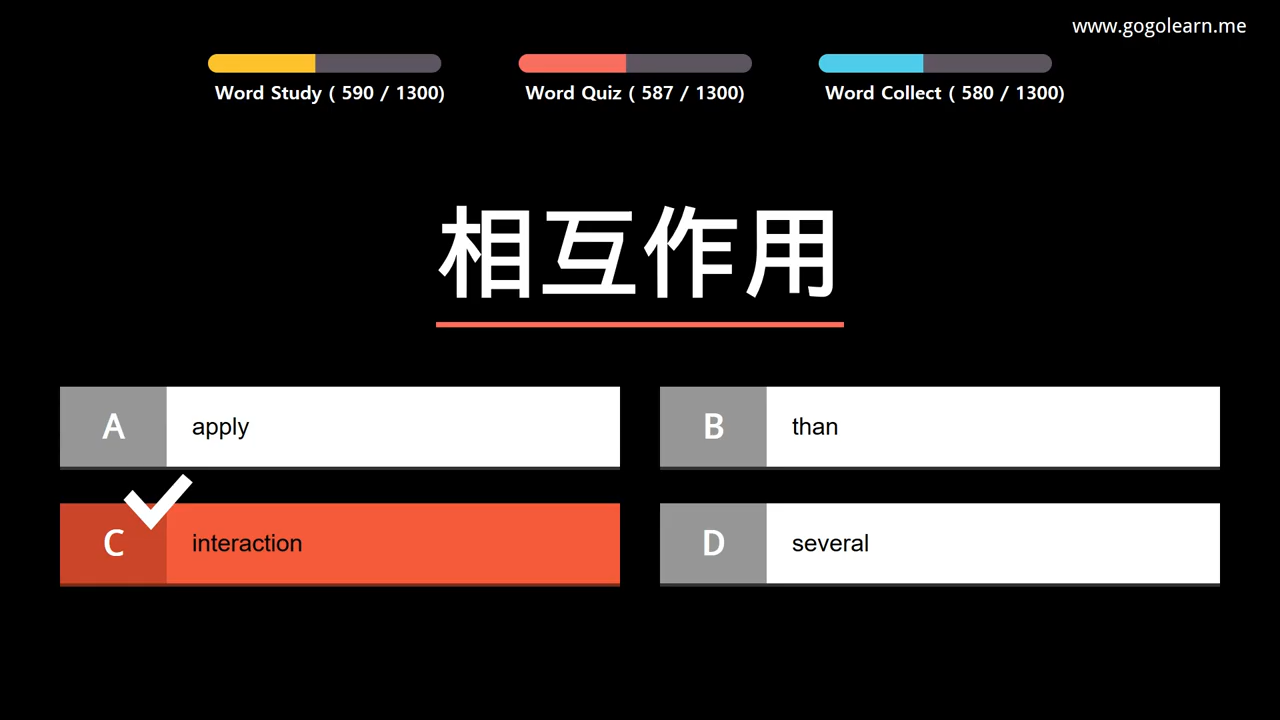 www.gogolearn.me
Word Study ( 590 / 1300)
Word Quiz ( 587 / 1300)
Word Collect ( 580 / 1300)
相互作用
A apply
B than
C interaction
D several